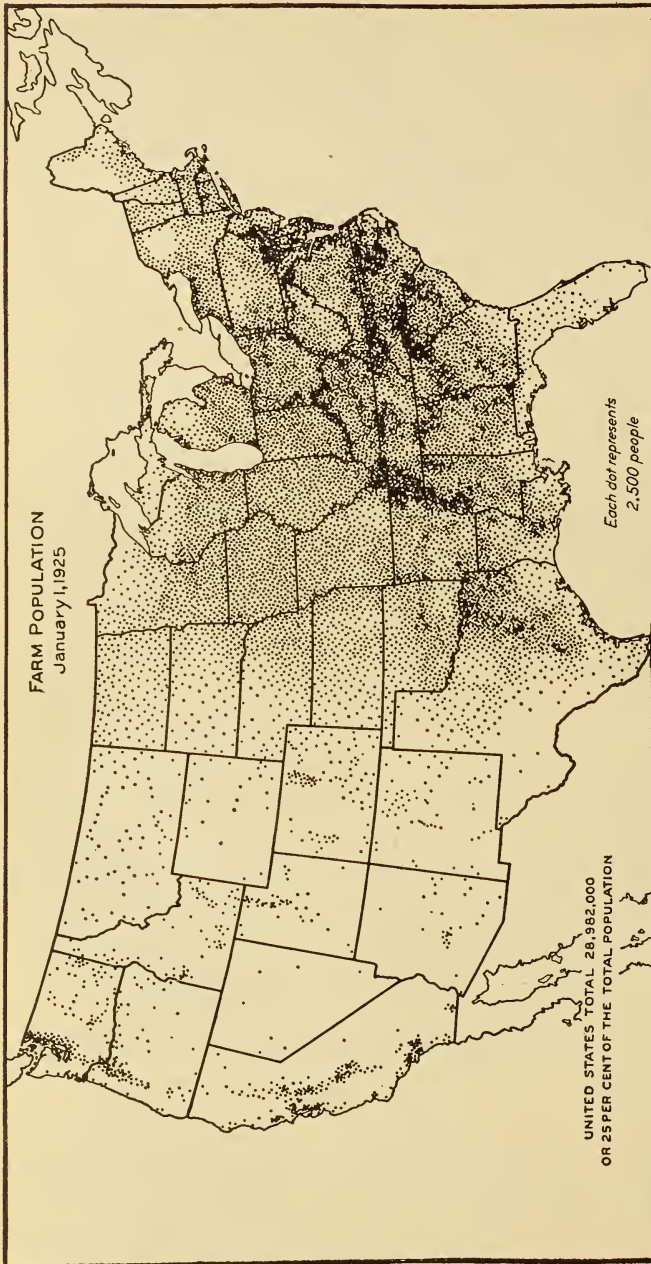 FARM POPULATION
January 1, 1925
Each dot represents
2,500 people
UNITED STATES TOTAL 28,982,000
OR 25 PER CENT OF THE TOTAL POPULATION